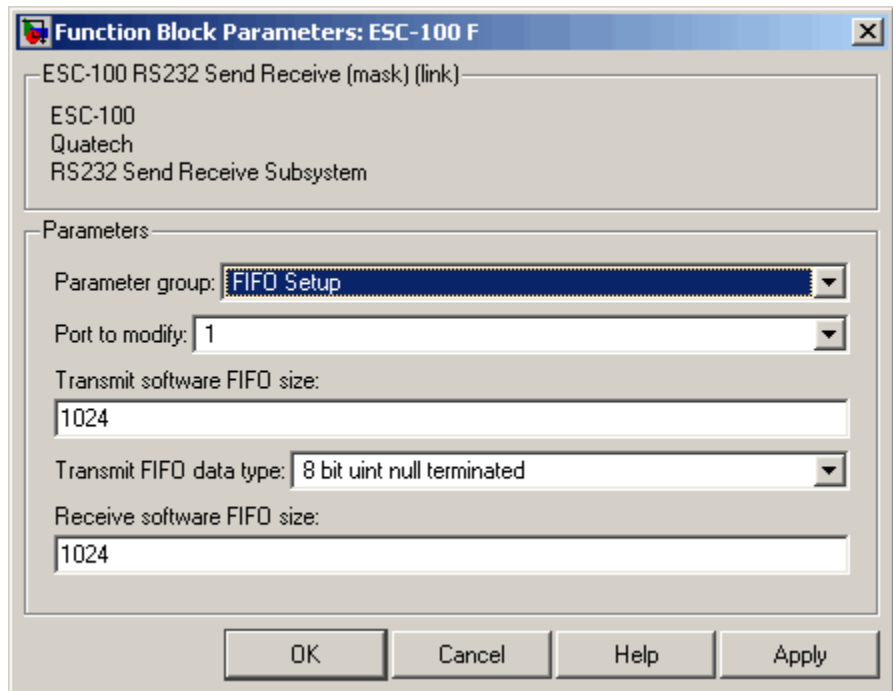 Function Block Parameters: ESC-100 F
ESC-100 RS232 Send Receive (mask) (link)
ESC-100
Quatech
RS232 Send Receive Subsystem
Parameters
Parameter group: FIFO Setup
Port to modify: 1
Transmit software FIFO size:
1024
Transmit FIFO data type: 8 bit uint null terminated
Receive software FIFO size:
1024
OK Cancel Help Apply